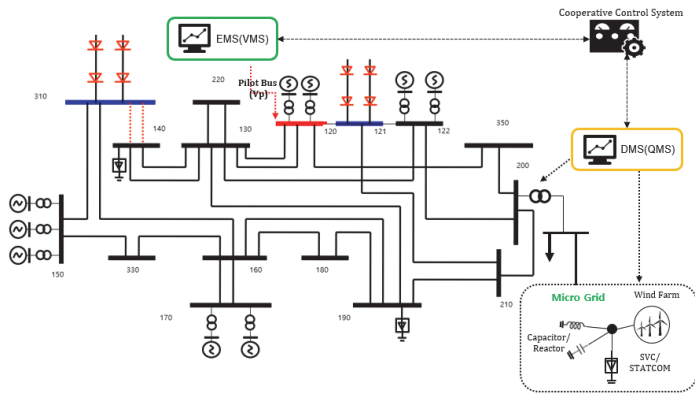 Cooperative Control System
EMS(VMS)
Pilot Bus
(Vp)
220
310
140
130
120
121
122
350
200
DMS(QMS)
150
330
160
180
210
170
190
Micro Grid
Wind Farm
Capacitor/
Reactor
SVC/
STATCOM